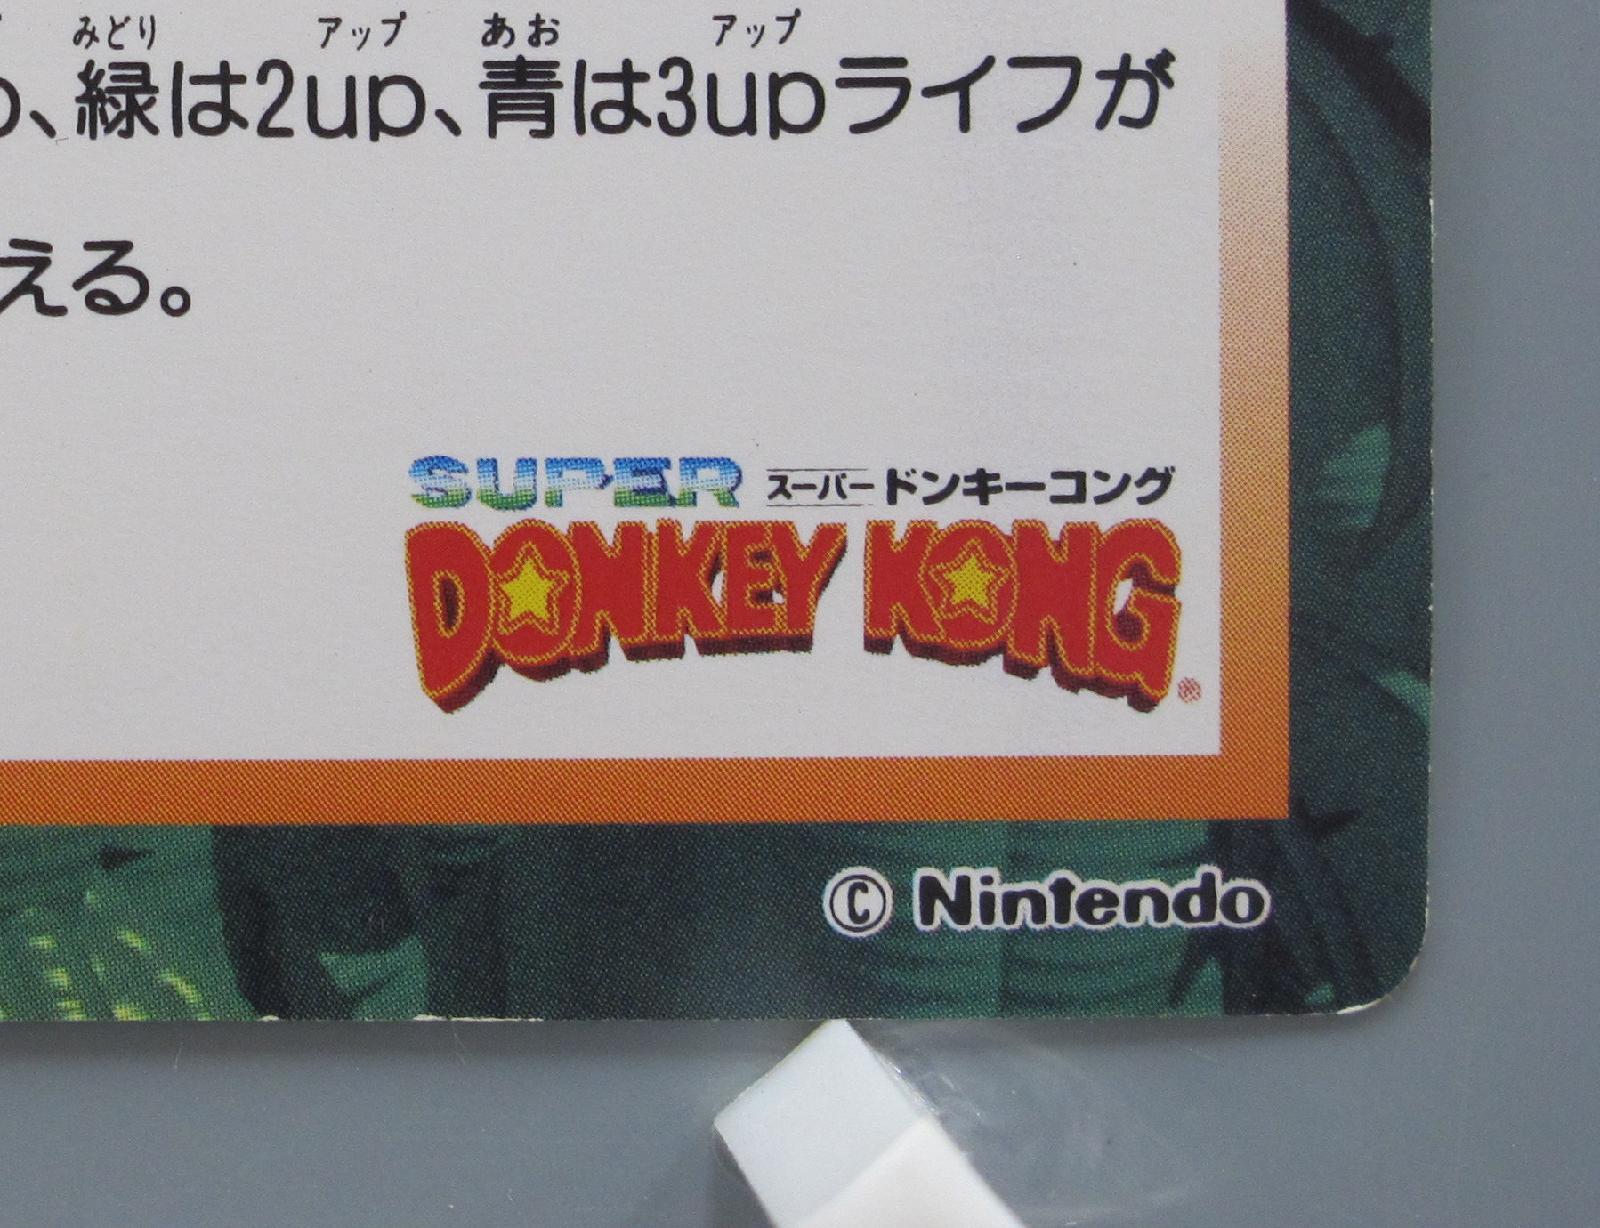 みどり アップ あお アップ
、緑は2up、青は3upライフが
える。
SUPER スーパードンキーコング
DONKEY KONG®
© Nintendo